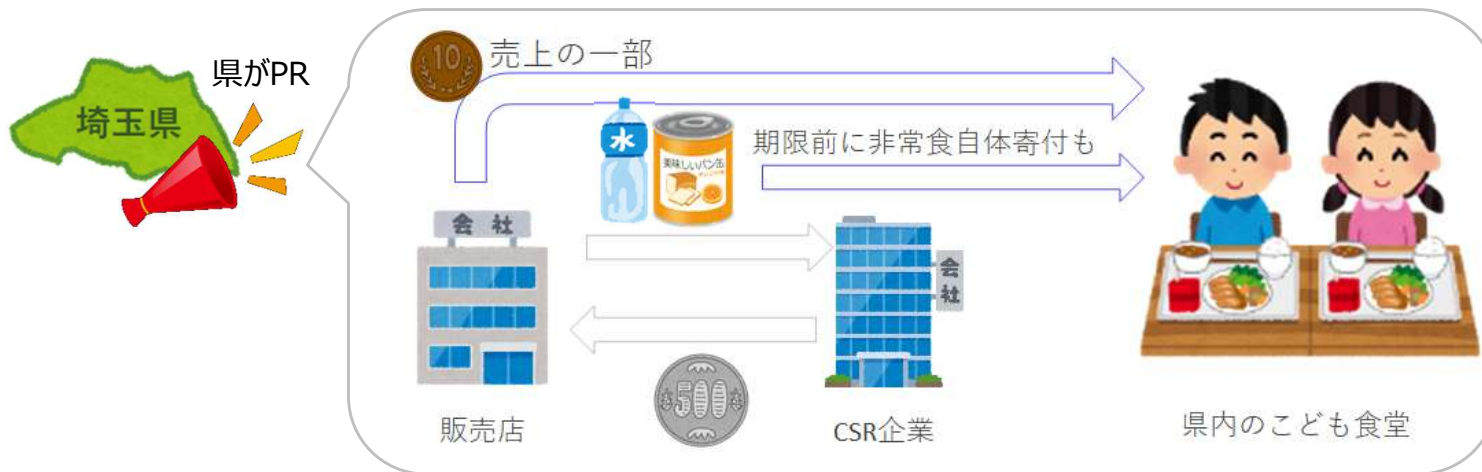 県がPR
埼玉県
10
売上の一部
水
美味しいパン缶
期限前に非常食自体寄付も
会社
会社
500
販売店
CSR企業
県内のこども食堂